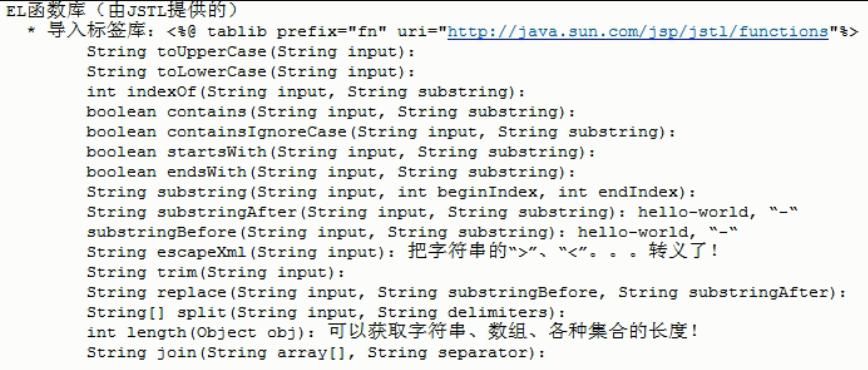 EL函数库（由JSTL提供的）
* 导入标签库：<%@ tablib prefix="fn" uri="http://java.sun.com/jsp/jstl/functions"%>
String toUpperCase(String input):
String toLowerCase(String input):
int indexOf(String input, String substring):
boolean contains(String input, String substring):
boolean containsIgnoreCase(String input, String substring):
boolean startsWith(String input, String substring):
boolean endsWith(String input, String substring):
String substring(String input, int beginIndex, int endIndex):
String substringAfter(String input, String substring): hello-world, “-“
substringBefore(String input, String substring): hello-world, “-“
String escapeXml(String input): 把字符串的“>”、“<”。。。转义了！
String trim(String input):
String replace(String input, String substringBefore, String substringAfter):
String[] split(String input, String delimiters):
int length(Object obj): 可以获取字符串、数组、各种集合的长度！
String join(String array[], String separator):